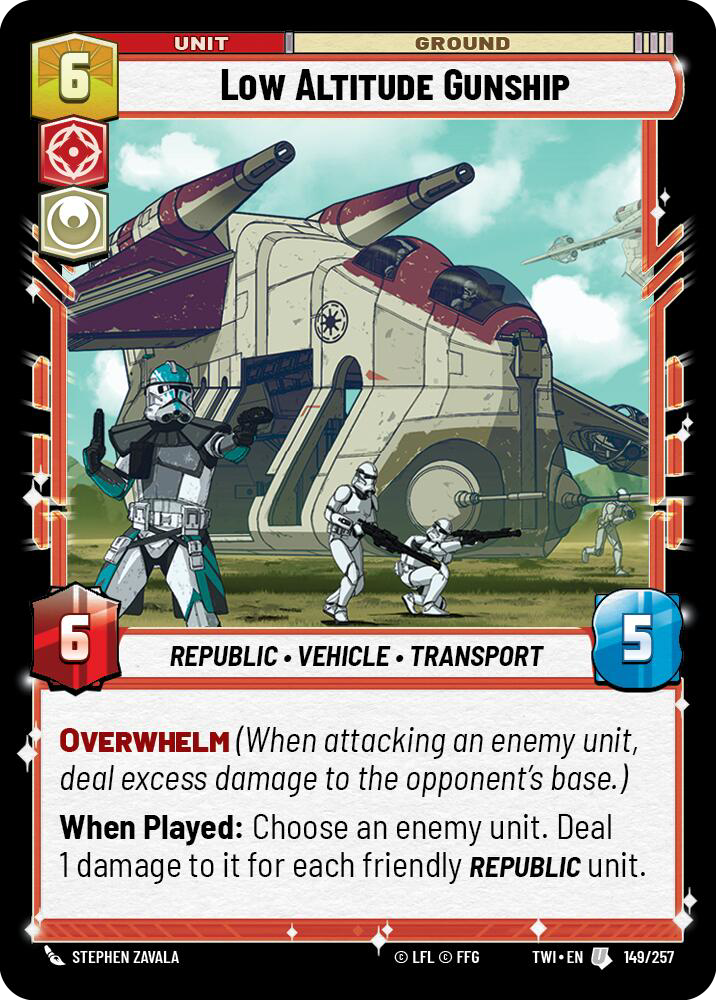 UNIT
GROUND
6
LOW ALTITUDE GUNSHIP
6
REPUBLIC • VEHICLE • TRANSPORT
5
OVERWHELM (When attacking an enemy unit,
deal excess damage to the opponent's base.)
When Played: Choose an enemy unit. Deal
1 damage to it for each friendly REPUBLIC unit.
STEPHEN ZAVALA
© LFL © FFG
TWI • EN
U
149/257